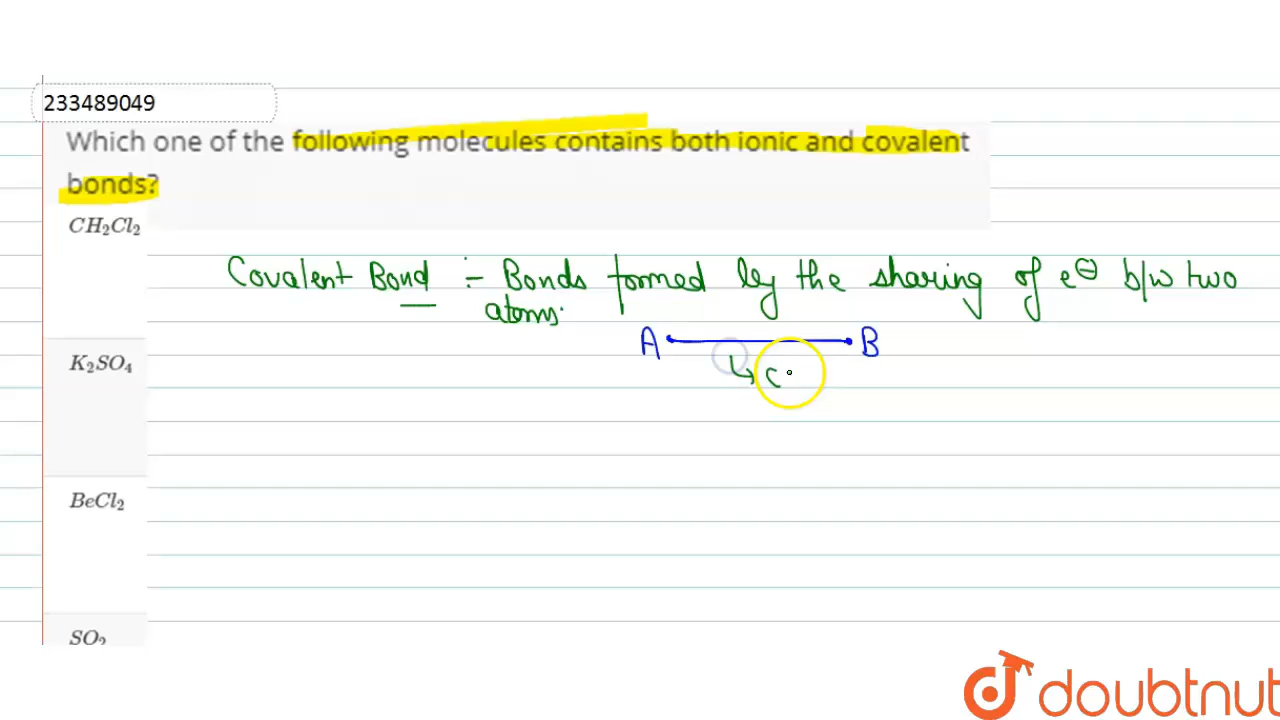 233489049
Which one of the following molecules contains both ionic and covalent
bonds?
CH₂Cl₂
Covalent Bond :- Bonds formed by the sharing of e⊖ b/w two
atoms.
A B
↳ c
K₂SO₄
BeCl₂
SO₂
doubtnut